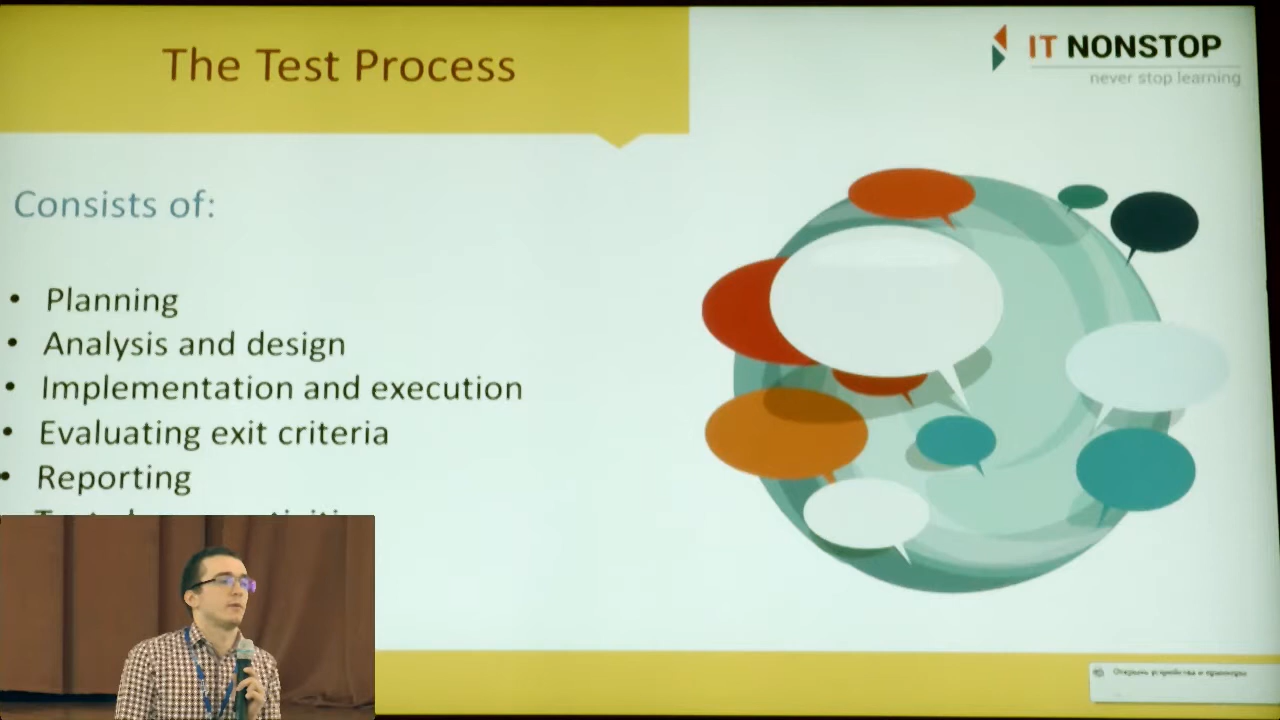 The Test Process
IT NONSTOP
never stop learning
Consists of:
• Planning
• Analysis and design
• Implementation and execution
• Evaluating exit criteria
• Reporting